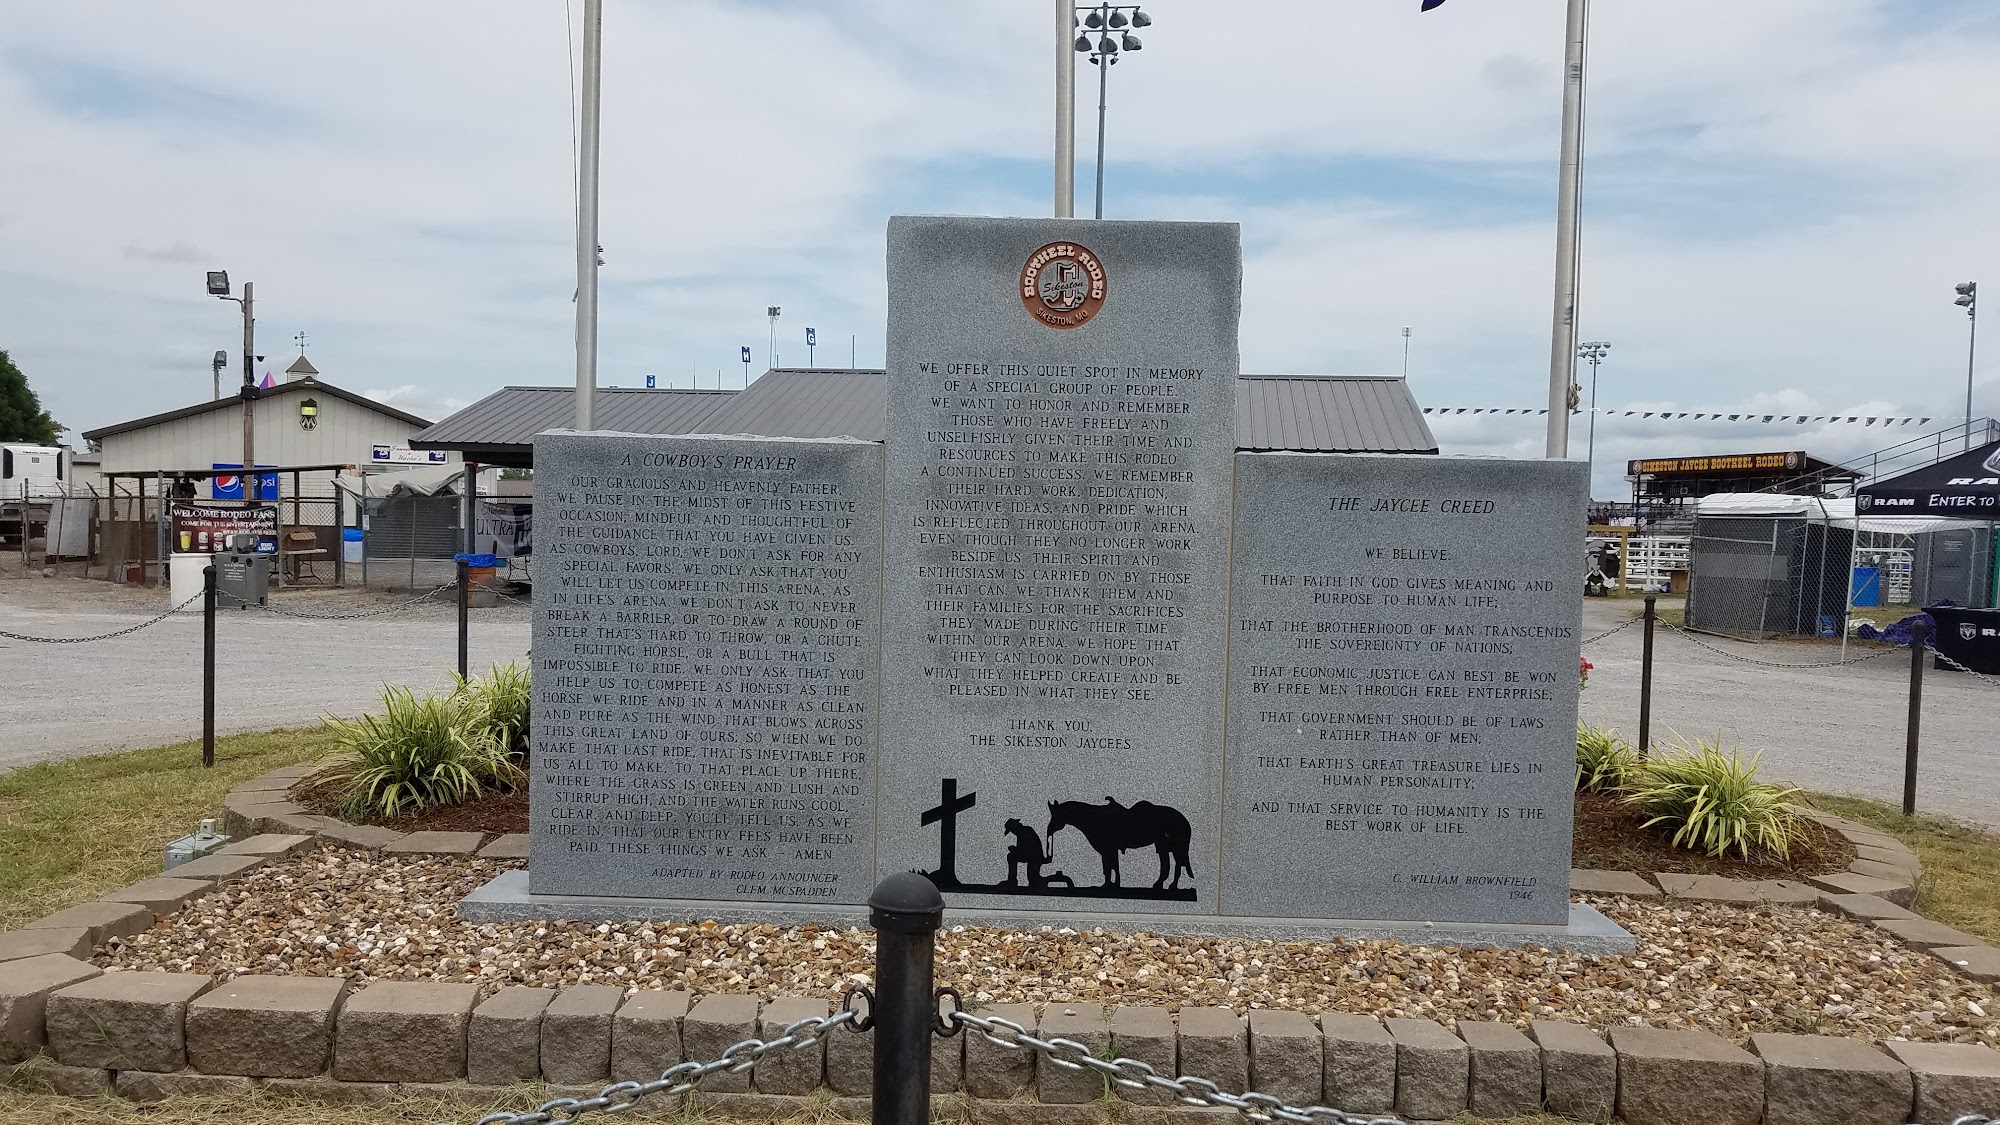 A COWBOY'S PRAYER
OUR GRACIOUS AND HEAVENLY FATHER,
WE PAUSE IN THE MIDST OF THIS FESTIVE
OCCASION, MINDFUL AND THOUGHTFUL OF
THE GUIDANCE THAT YOU HAVE GIVEN US.
AS COWBOYS, LORD, WE DON'T ASK FOR ANY
SPECIAL FAVORS. WE ONLY ASK THAT YOU
WILL LET US COMPETE IN THIS ARENA, AS
IN LIFE'S ARENA. WE DON'T ASK TO NEVER
BREAK A BARRIER, OR TO DRAW A ROUND OF
STEER THAT'S HARD TO THROW, OR A CHUTE
FIGHTING HORSE, OR A BULL THAT IS
IMPOSSIBLE TO RIDE. WE ONLY ASK THAT YOU
HELP US TO COMPETE AS HONEST AS THE
HORSE WE RIDE AND IN A MANNER AS CLEAN
AND PURE AS THE WIND THAT BLOWS ACROSS
THIS GREAT LAND OF OURS, SO WHEN WE DO
MAKE THAT LAST RIDE, THAT IS INEVITABLE FOR
US ALL TO MAKE, TO THAT PLACE UP THERE,
WHERE THE GRASS IS GREEN AND LUSH AND
STIRRUP HIGH, AND THE WATER RUNS COOL,
CLEAR, AND DEEP, YOU'LL TELL US, AS WE
RIDE IN, THAT OUR ENTRY FEES HAVE BEEN
PAID. THESE THINGS WE ASK - AMEN
ADAPTED BY RODEO ANNOUNCER
CLEM MCSPADDEN
BOOTHEEL RODEO
Sikeston
SIKESTON, MO
WE OFFER THIS QUIET SPOT IN MEMORY
OF A SPECIAL GROUP OF PEOPLE.
WE WANT TO HONOR AND REMEMBER
THOSE WHO HAVE FREELY AND
UNSELFISHLY GIVEN THEIR TIME AND
RESOURCES TO MAKE THIS RODEO
A CONTINUED SUCCESS. WE REMEMBER
THEIR HARD WORK, DEDICATION,
INNOVATIVE IDEAS, AND PRIDE WHICH
IS REFLECTED THROUGHOUT OUR ARENA.
EVEN THOUGH THEY NO LONGER WORK
BESIDE US, THEIR SPIRIT AND
ENTHUSIASM IS CARRIED ON BY THOSE
THAT CAN. WE THANK THEM AND
THEIR FAMILIES FOR THE SACRIFICES
THEY MADE DURING THEIR TIME
WITHIN OUR ARENA. WE HOPE THAT
THEY CAN LOOK DOWN UPON
WHAT THEY HELPED CREATE AND BE
PLEASED IN WHAT THEY SEE.
THANK YOU,
THE SIKESTON JAYCEES
THE JAYCEE CREED
WE BELIEVE:
THAT FAITH IN GOD GIVES MEANING AND
PURPOSE TO HUMAN LIFE;
THAT THE BROTHERHOOD OF MAN TRANSCENDS
THE SOVEREIGNTY OF NATIONS;
THAT ECONOMIC JUSTICE CAN BEST BE WON
BY FREE MEN THROUGH FREE ENTERPRISE;
THAT GOVERNMENT SHOULD BE OF LAWS
RATHER THAN OF MEN;
THAT EARTH'S GREAT TREASURE LIES IN
HUMAN PERSONALITY;
AND THAT SERVICE TO HUMANITY IS THE
BEST WORK OF LIFE.
C. WILLIAM BROWNFIELD
1946
J
H
G
pepsi
WELCOME RODEO FANS
BUD LIGHT
ULTRA
SIKESTON JAYCEE BOOTHEEL RODEO
RAM
ENTER TO
RA